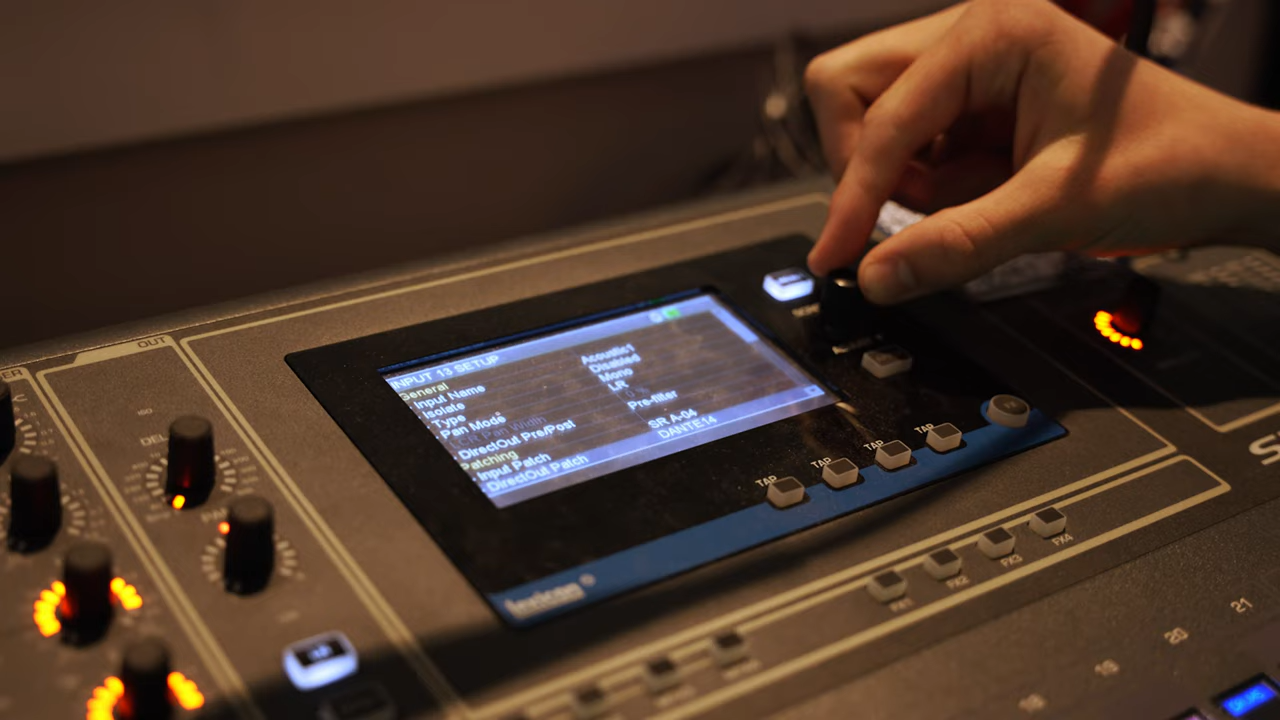 OUT
INPUT 13 SETUP
General
Input Name Acoustic1
Isolate Disabled
Type Mono
Pan Mode LR
LCR Pan Width
DirectOut Pre/Post Pre-filter
Patching
Input Patch SR A-04
DirectOut Patch DANTE14
TAP
TAP
TAP
TAP
lexicon
FX1
FX2
FX3
FX4
21
20
19
18